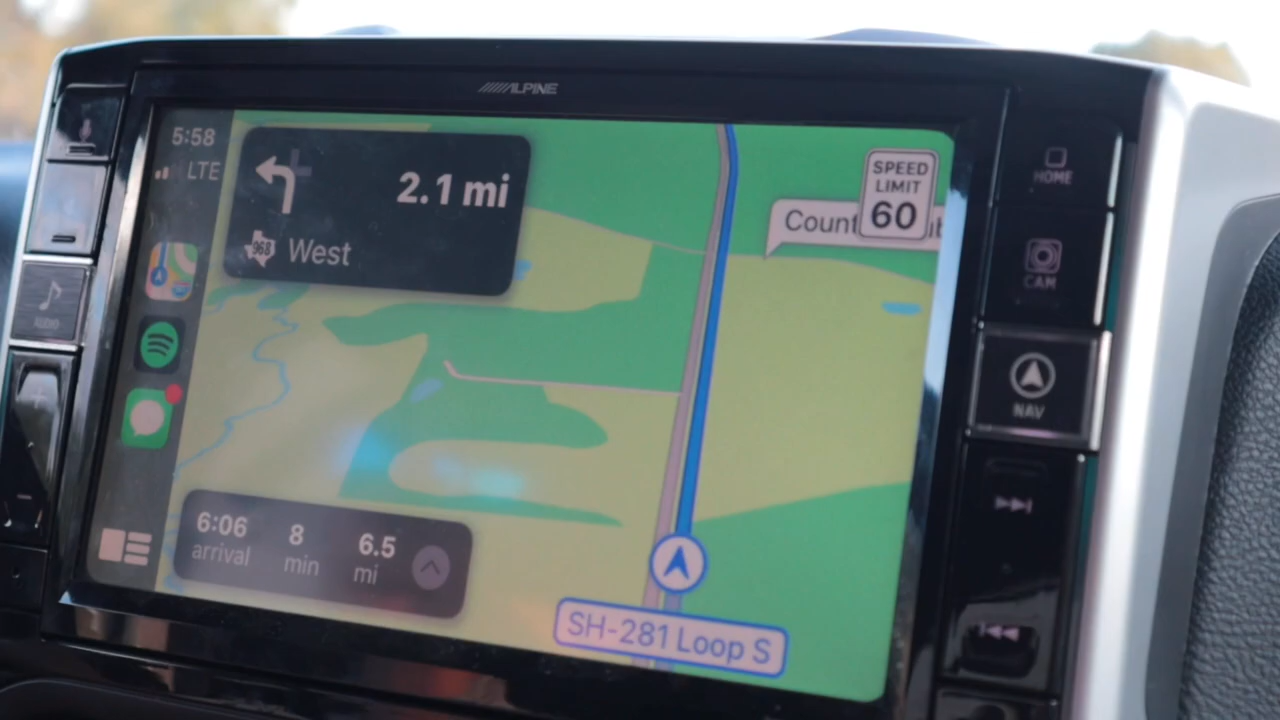 ALPINE
5:58
LTE
2.1 mi
968 West
SPEED
LIMIT
60
Count
6:06
arrival
8
min
6.5
mi
SH-281 Loop S
AUDIO
HOME
CAM
NAV